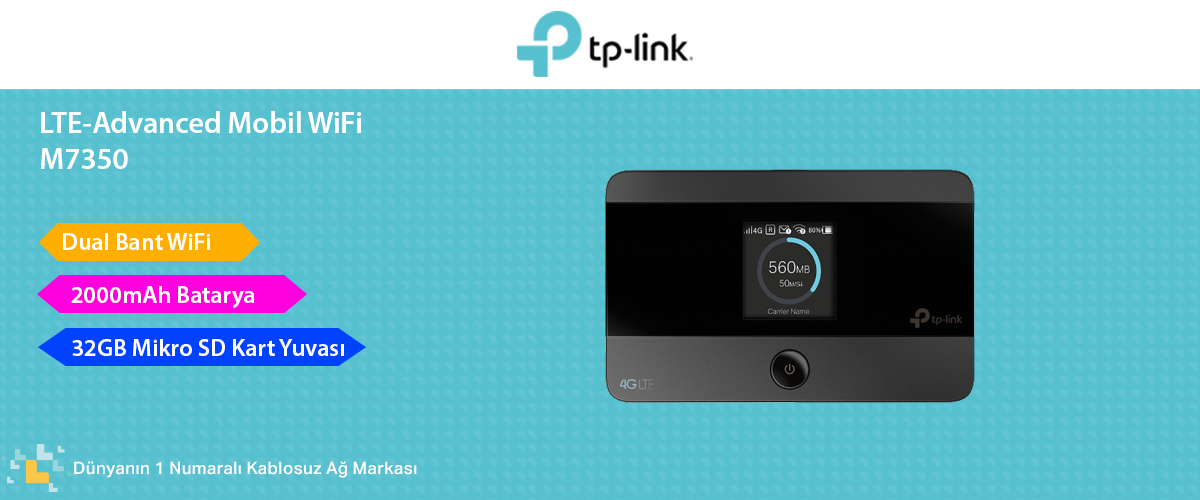 tp-link
LTE-Advanced Mobil WiFi
M7350
Dual Bant WiFi
2000mAh Batarya
32GB Mikro SD Kart Yuvası
4G R 80%
560MB
50M/S↓
Carrier Name
tp-link
4G LTE
Dünyanın 1 Numaralı Kablosuz Ağ Markası